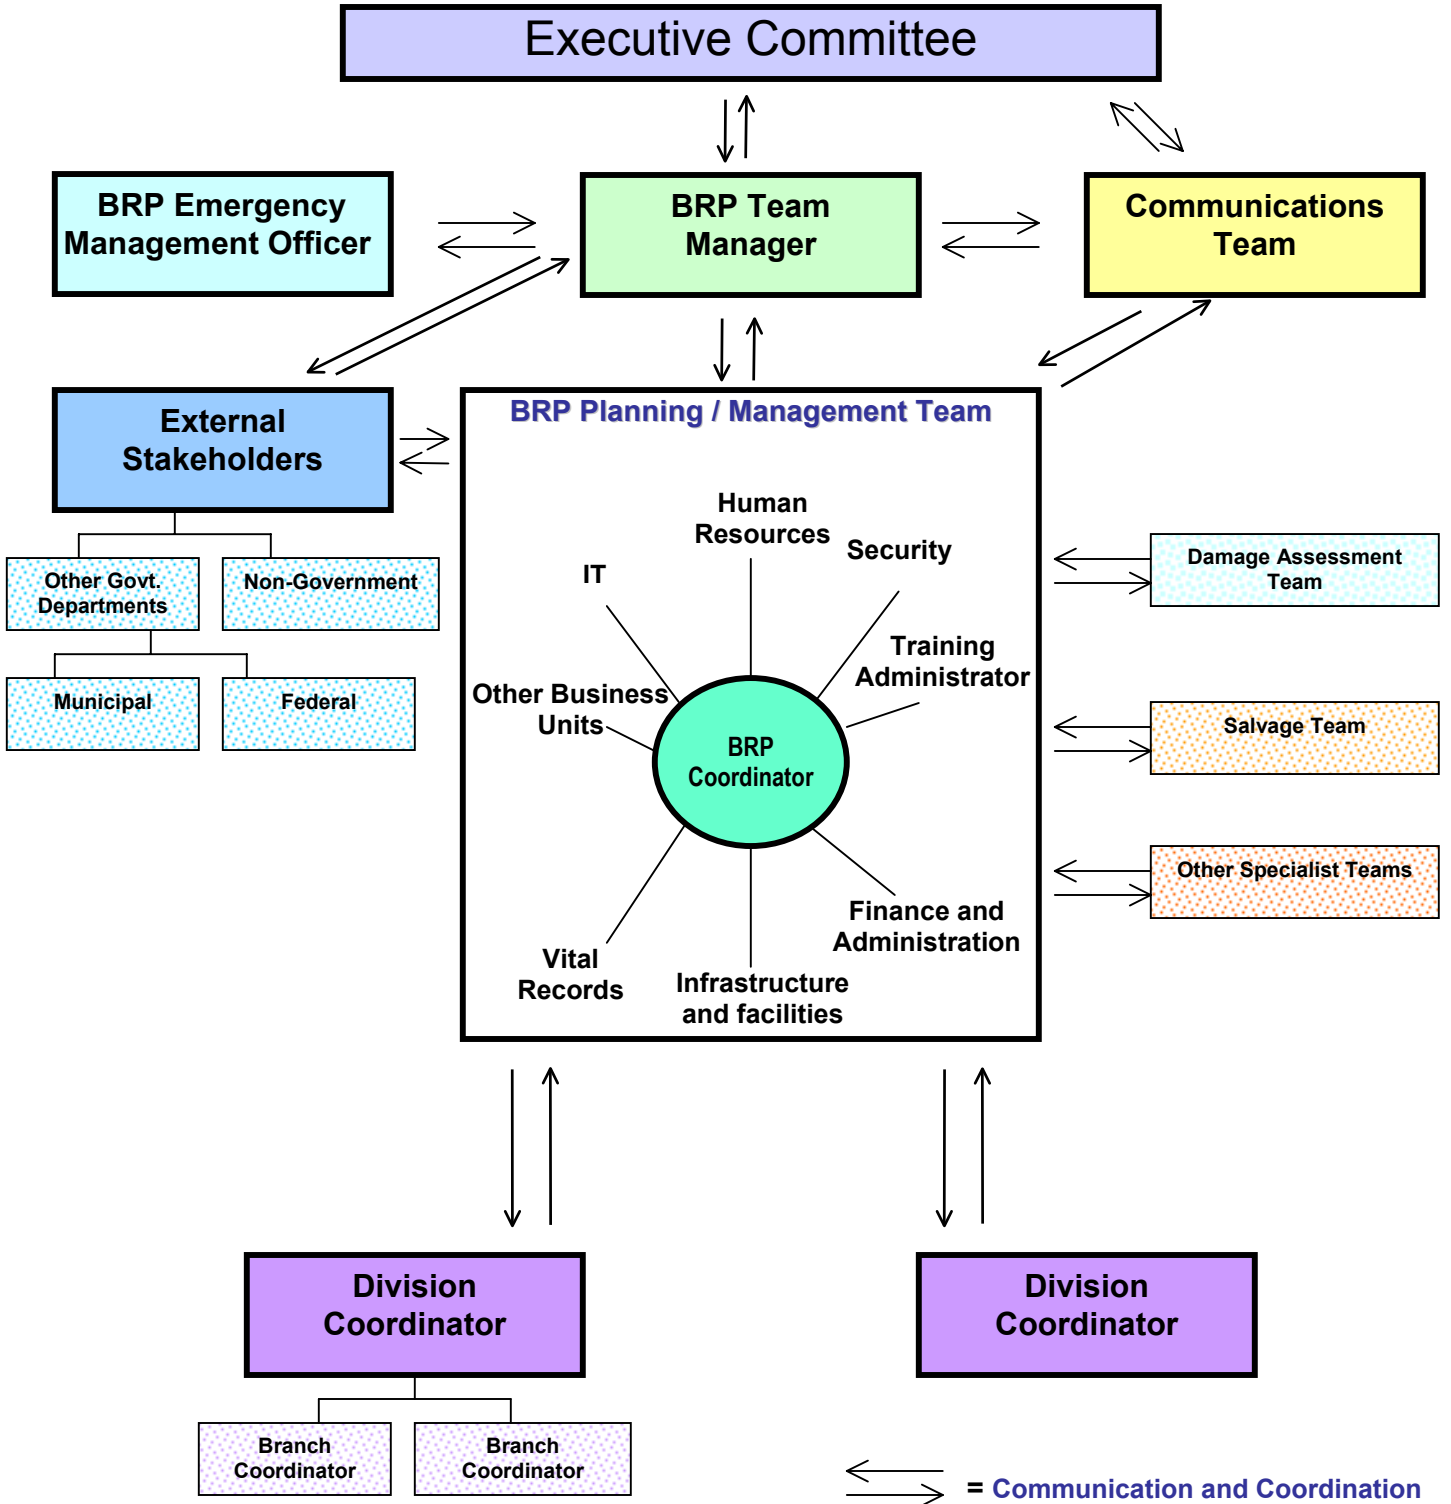 Executive Committee
BRP Emergency
Management Officer
BRP Team
Manager
Communications
Team
External
Stakeholders
BRP Planning / Management Team
Human
Resources
Security
IT
Other Govt.
Departments
Non-Government
Damage Assessment
Team
Training
Administrator
Municipal
Federal
Other Business
Units
BRP
Coordinator
Salvage Team
Other Specialist Teams
Finance and
Administration
Vital
Records
Infrastructure
and facilities
Division
Coordinator
Division
Coordinator
Branch
Coordinator
Branch
Coordinator
= Communication and Coordination